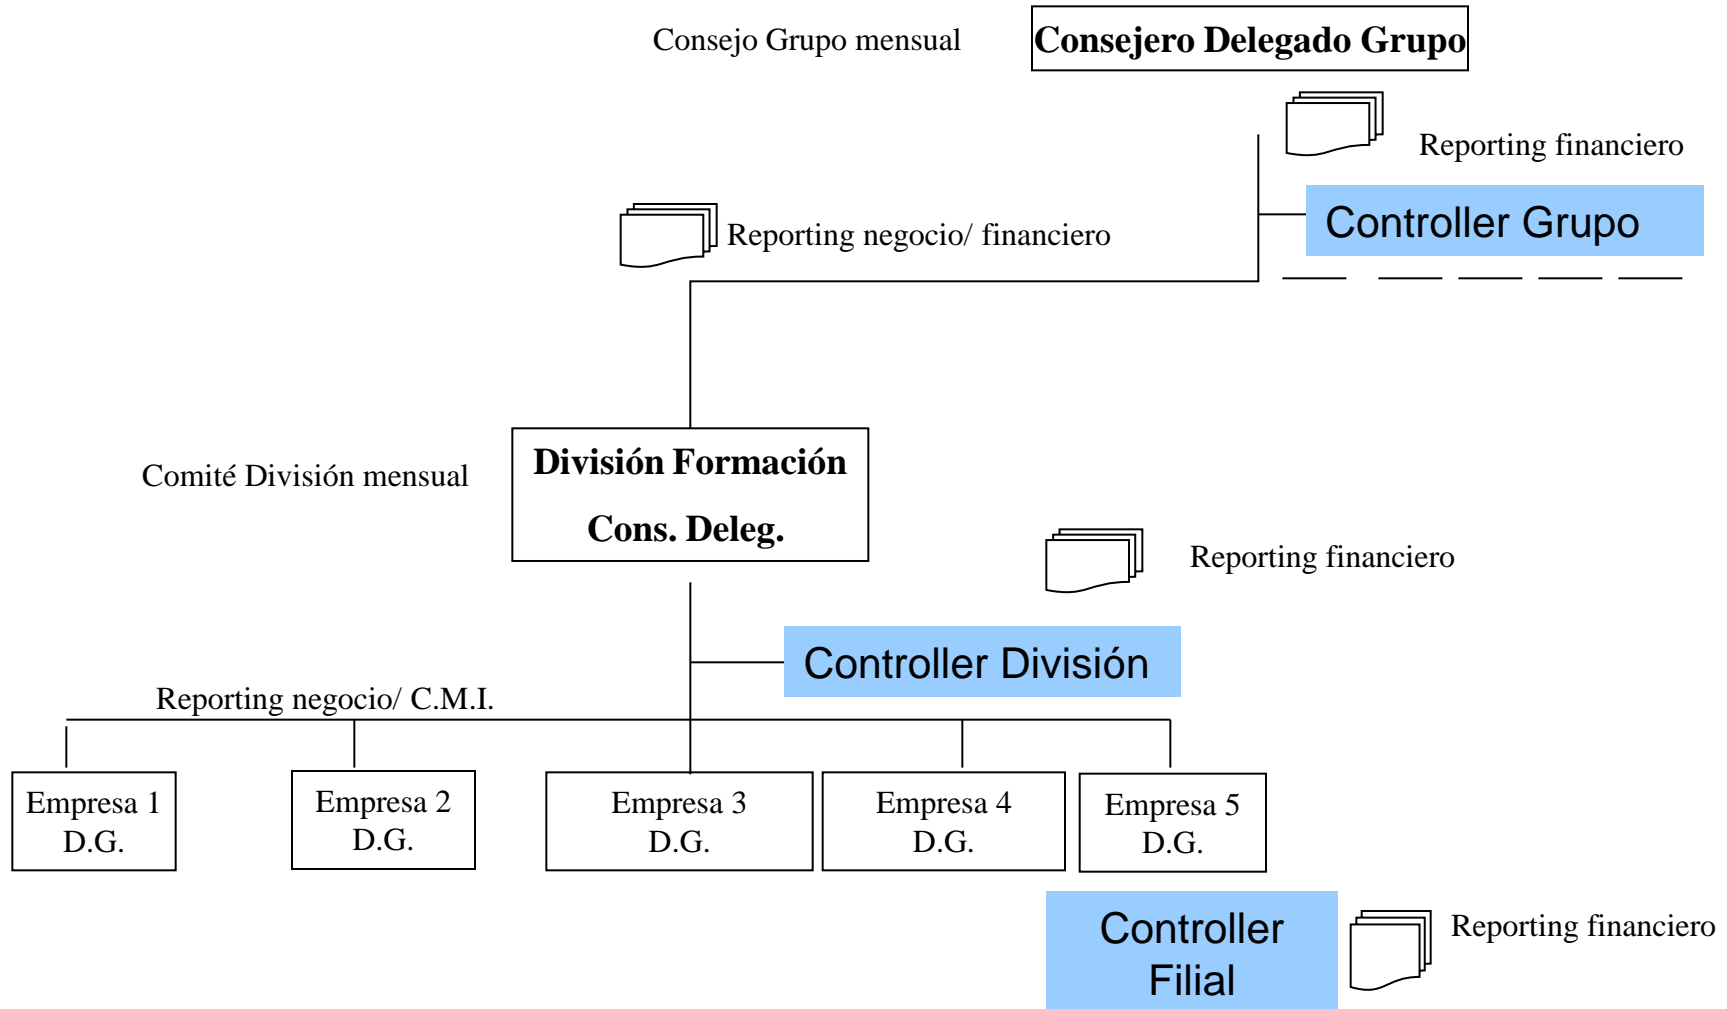 Consejo Grupo mensual
Consejero Delegado Grupo
Reporting financiero
Controller Grupo
Reporting negocio/ financiero
Comité División mensual
División Formación
Cons. Deleg.
Reporting financiero
Controller División
Reporting negocio/ C.M.I.
Empresa 1
D.G.
Empresa 2
D.G.
Empresa 3
D.G.
Empresa 4
D.G.
Empresa 5
D.G.
Controller
Filial
Reporting financiero